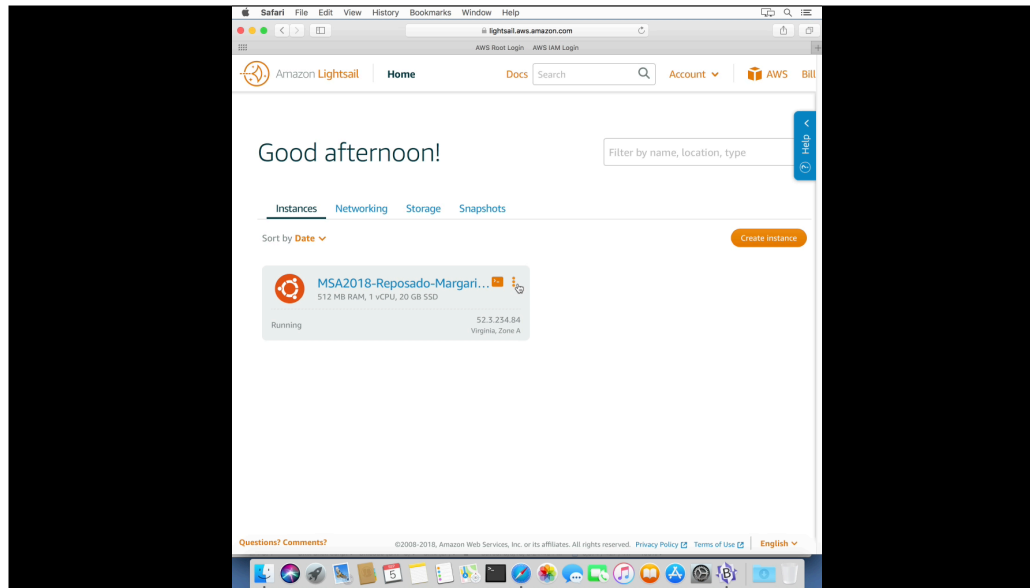 Safari File Edit View History Bookmarks Window Help
lightsail.aws.amazon.com
AWS Root Login AWS IAM Login
Amazon Lightsail Home Docs Search Account AWS Bill
Help
Good afternoon!
Filter by name, location, type
Instances Networking Storage Snapshots
Sort by Date
Create instance
MSA2018-Reposado-Margari...
512 MB RAM, 1 vCPU, 20 GB SSD
Running
52.3.234.84
Virginia, Zone A
Questions? Comments? ©2008-2018, Amazon Web Services, Inc. or its affiliates. All rights reserved. Privacy Policy Terms of Use English
5